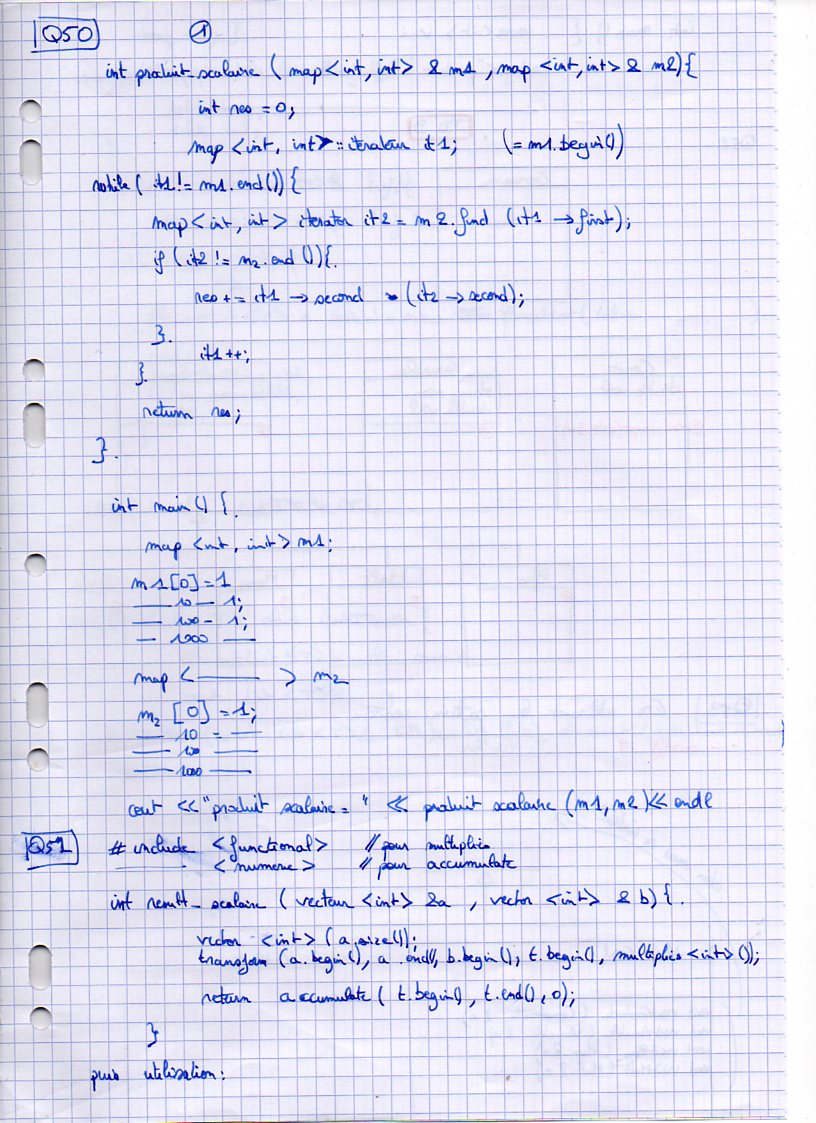 Q50 1
int produit_scalaire ( map <int, int> & m1 , map <int, int> & m2){
int res = 0;
map <int, int>::iterateur it1; (= m1.begin())
while ( it1 != m1.end()){
map <int, int> iterator it2 = m2.find (it1 → first);
if (it2 != m2.end ()){.
res += it1 → second * (it2 → second);
}.
it1++;
}.
return res;
}.
int main () {.
map <int, int> m1;
m1[0] = 1
— 10 — 1;
— 100 - 1;
— 1000 —
map < — > m2
m2 [0] = 1;
— 10 = —
— 100 —
— 1000 —
cout << "produit scalaire = " << produit scalaire (m1, m2) << endl
Q51 # include <functional> // pour multiplies
— <numeric> // pour accumulate
int result_scalaire ( vecteur <int> &a , vector <int> & b) {.
vector <int> (a.size());
transform (a.begin(), a.end(), b.begin(), t.begin(), multiplies <int> ());
return accumulate ( t.begin(), t.end(), 0);
}
puis utilisation: